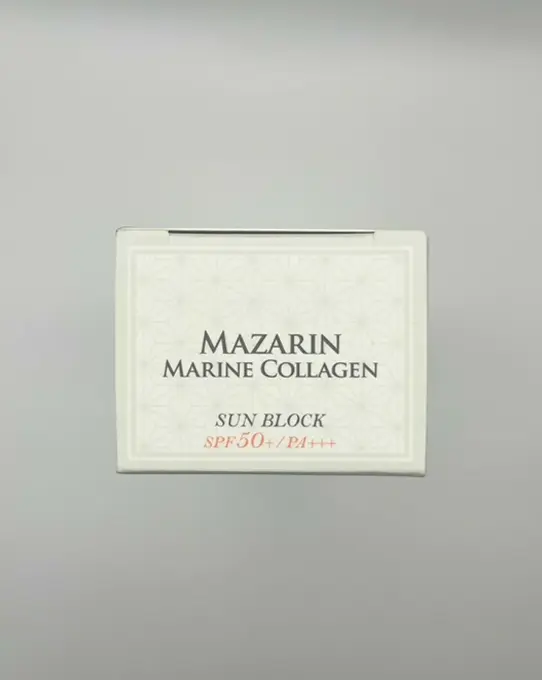 MAZARIN
MARINE COLLAGEN
SUN BLOCK
SPF50+/PA+++